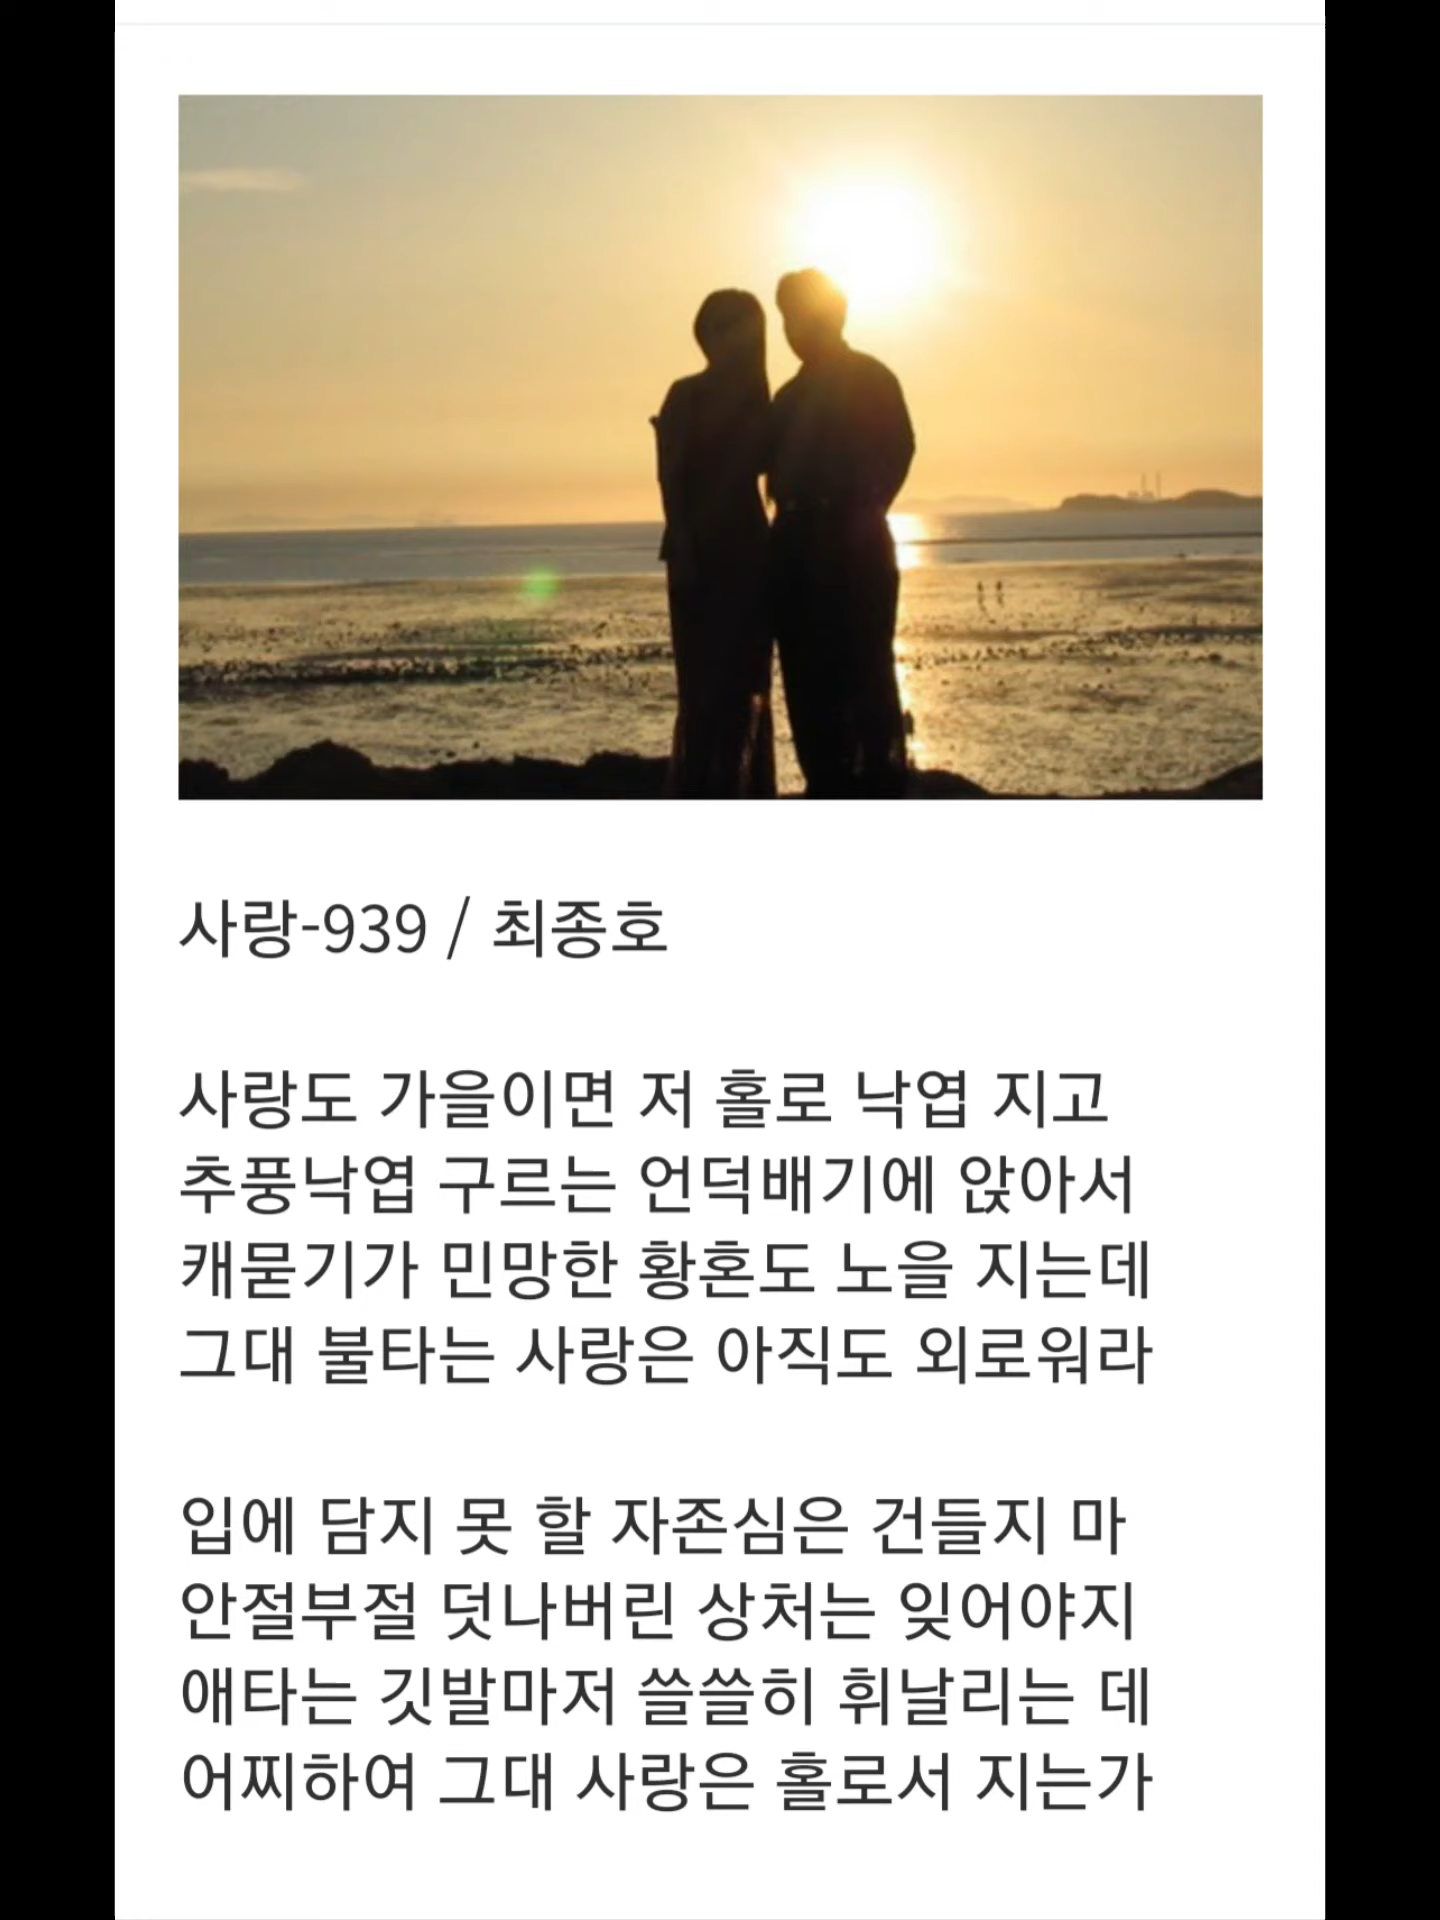 사랑-939 / 최종호
사랑도 가을이면 저 홀로 낙엽 지고
추풍낙엽 구르는 언덕배기에 앉아서
캐묻기가 민망한 황혼도 노을 지는데
그대 불타는 사랑은 아직도 외로워라
입에 담지 못 할 자존심은 건들지 마
안절부절 덧나버린 상처는 잊어야지
애타는 깃발마저 쓸쓸히 휘날리는 데
어찌하여 그대 사랑은 홀로서 지는가